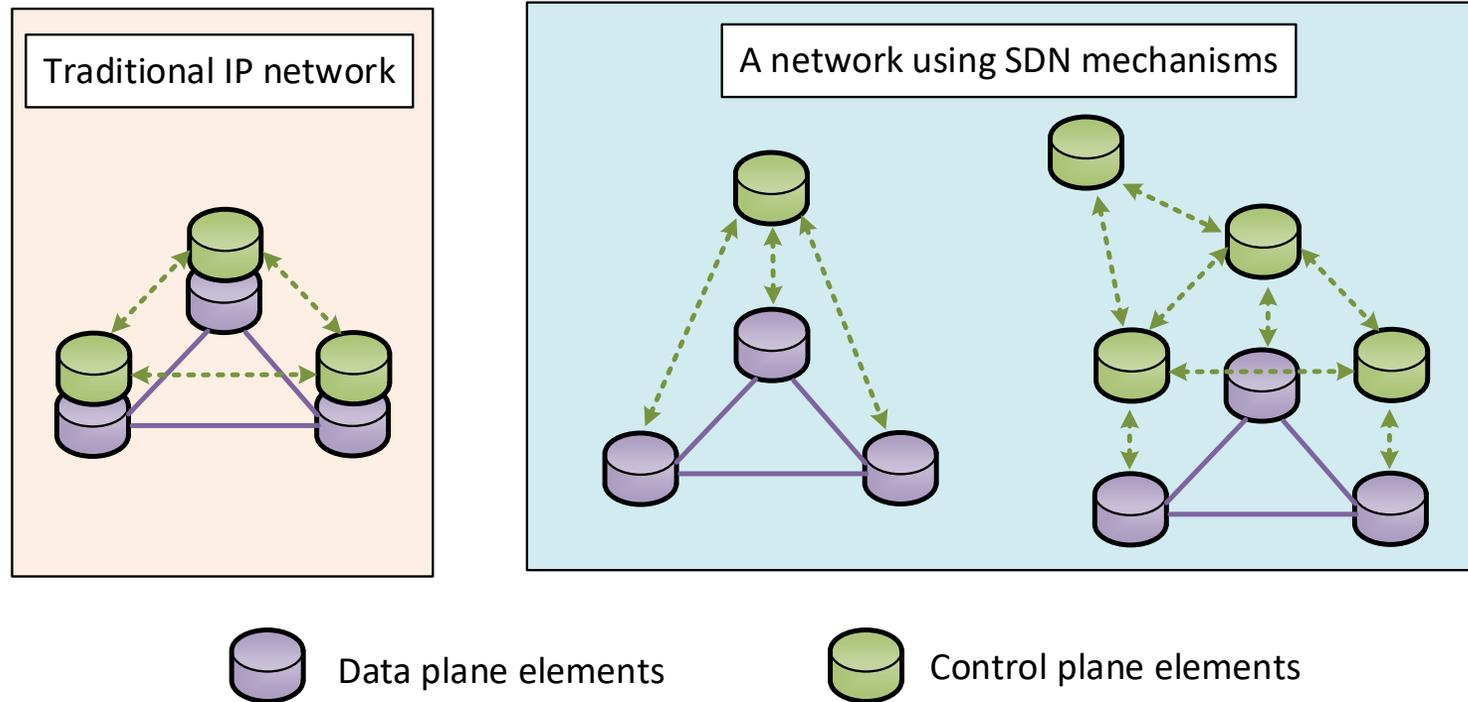 Traditional IP network
A network using SDN mechanisms
Data plane elements
Control plane elements